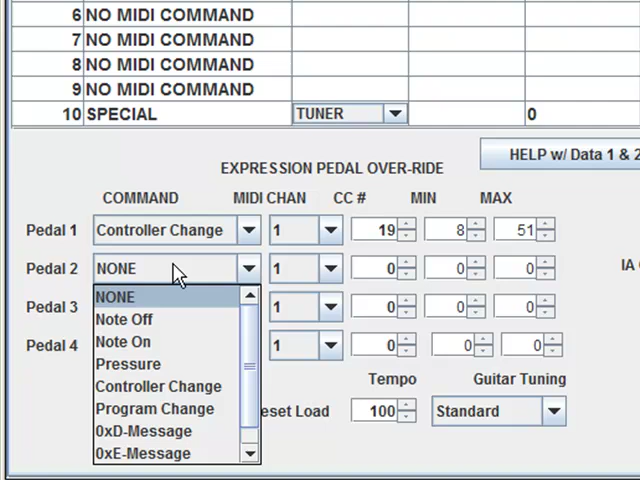 6 NO MIDI COMMAND
7 NO MIDI COMMAND
8 NO MIDI COMMAND
9 NO MIDI COMMAND
10 SPECIAL TUNER 0
HELP w/ Data 1 & 2
EXPRESSION PEDAL OVER-RIDE
COMMAND MIDI CHAN CC # MIN MAX
Pedal 1 Controller Change 1 19 8 51
Pedal 2 NONE 1 0 0 0
IA
NONE
Pedal 3 1 0 0 0
Note Off
Note On
Pedal 4 1 0 0 0
Pressure
Controller Change
Tempo Guitar Tuning
Program Change
eset Load 100 Standard
0xD-Message
0xE-Message